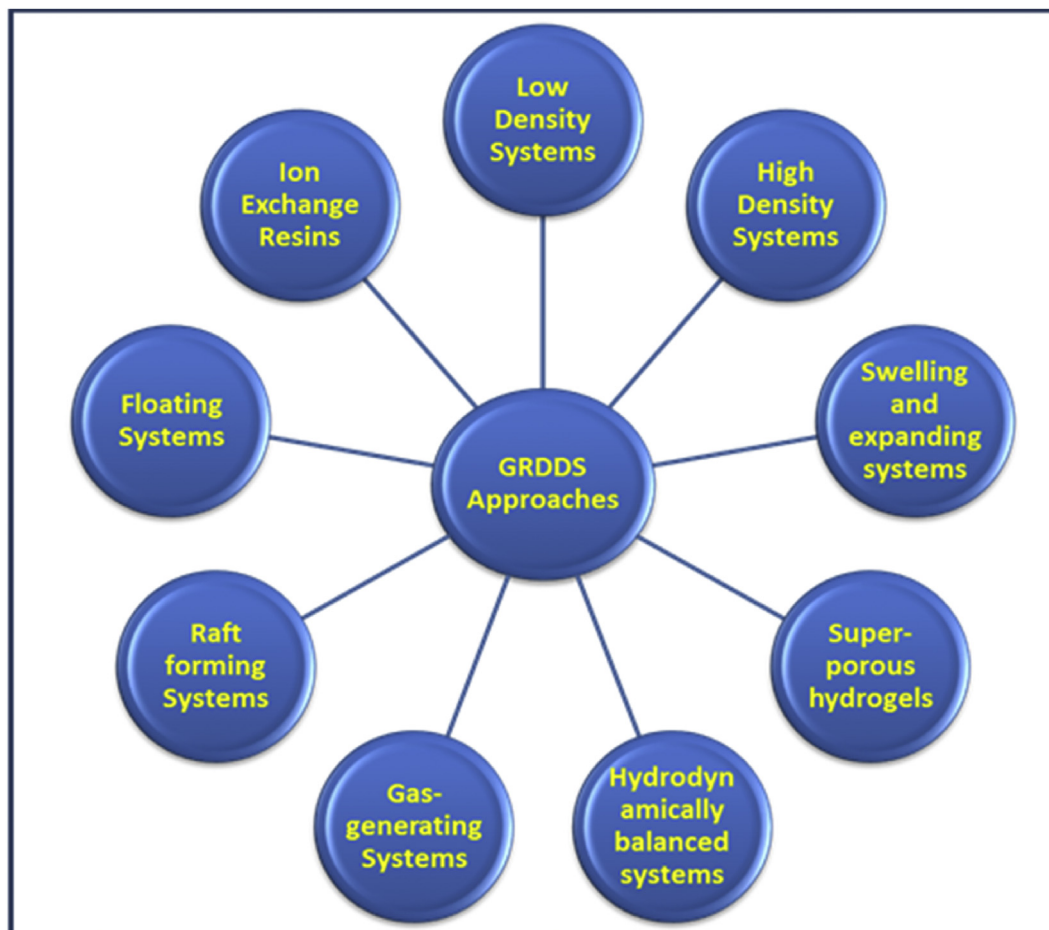 Low
Density
Systems
Ion
Exchange
Resins
High
Density
Systems
Floating
Systems
Swelling
and
expanding
systems
GRDDS
Approaches
Raft
forming
Systems
Super-
porous
hydrogels
Gas-
generating
Systems
Hydrodyn
amically
balanced
systems